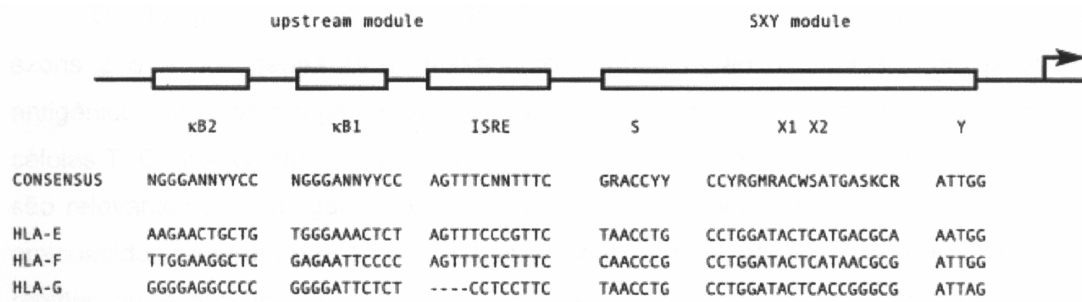 upstream module SXY module
κB2 κB1 ISRE S X1 X2 Y
CONSENSUS NGGGANNYYCC NGGGANNYYCC AGTTTCNNTTTC GRACCYY CCYRGMRACWSATGASKCR ATTGG
HLA-E AAGAACTGCTG TGGGAAACTCT AGTTTCCCGTTC TAACCTG CCTGGATACTCATGACGCA AATGG
HLA-F TTGGAAGGCTC GAGAATTCCCC AGTTTCTCTTTC CAACCCG CCTGGATACTCATAACGCG ATTGG
HLA-G GGGGAGGCCCC GGGGATTCTCT ----CCTCCTTC TAACCTG CCTGGATACTCACCGGGCG ATTAG